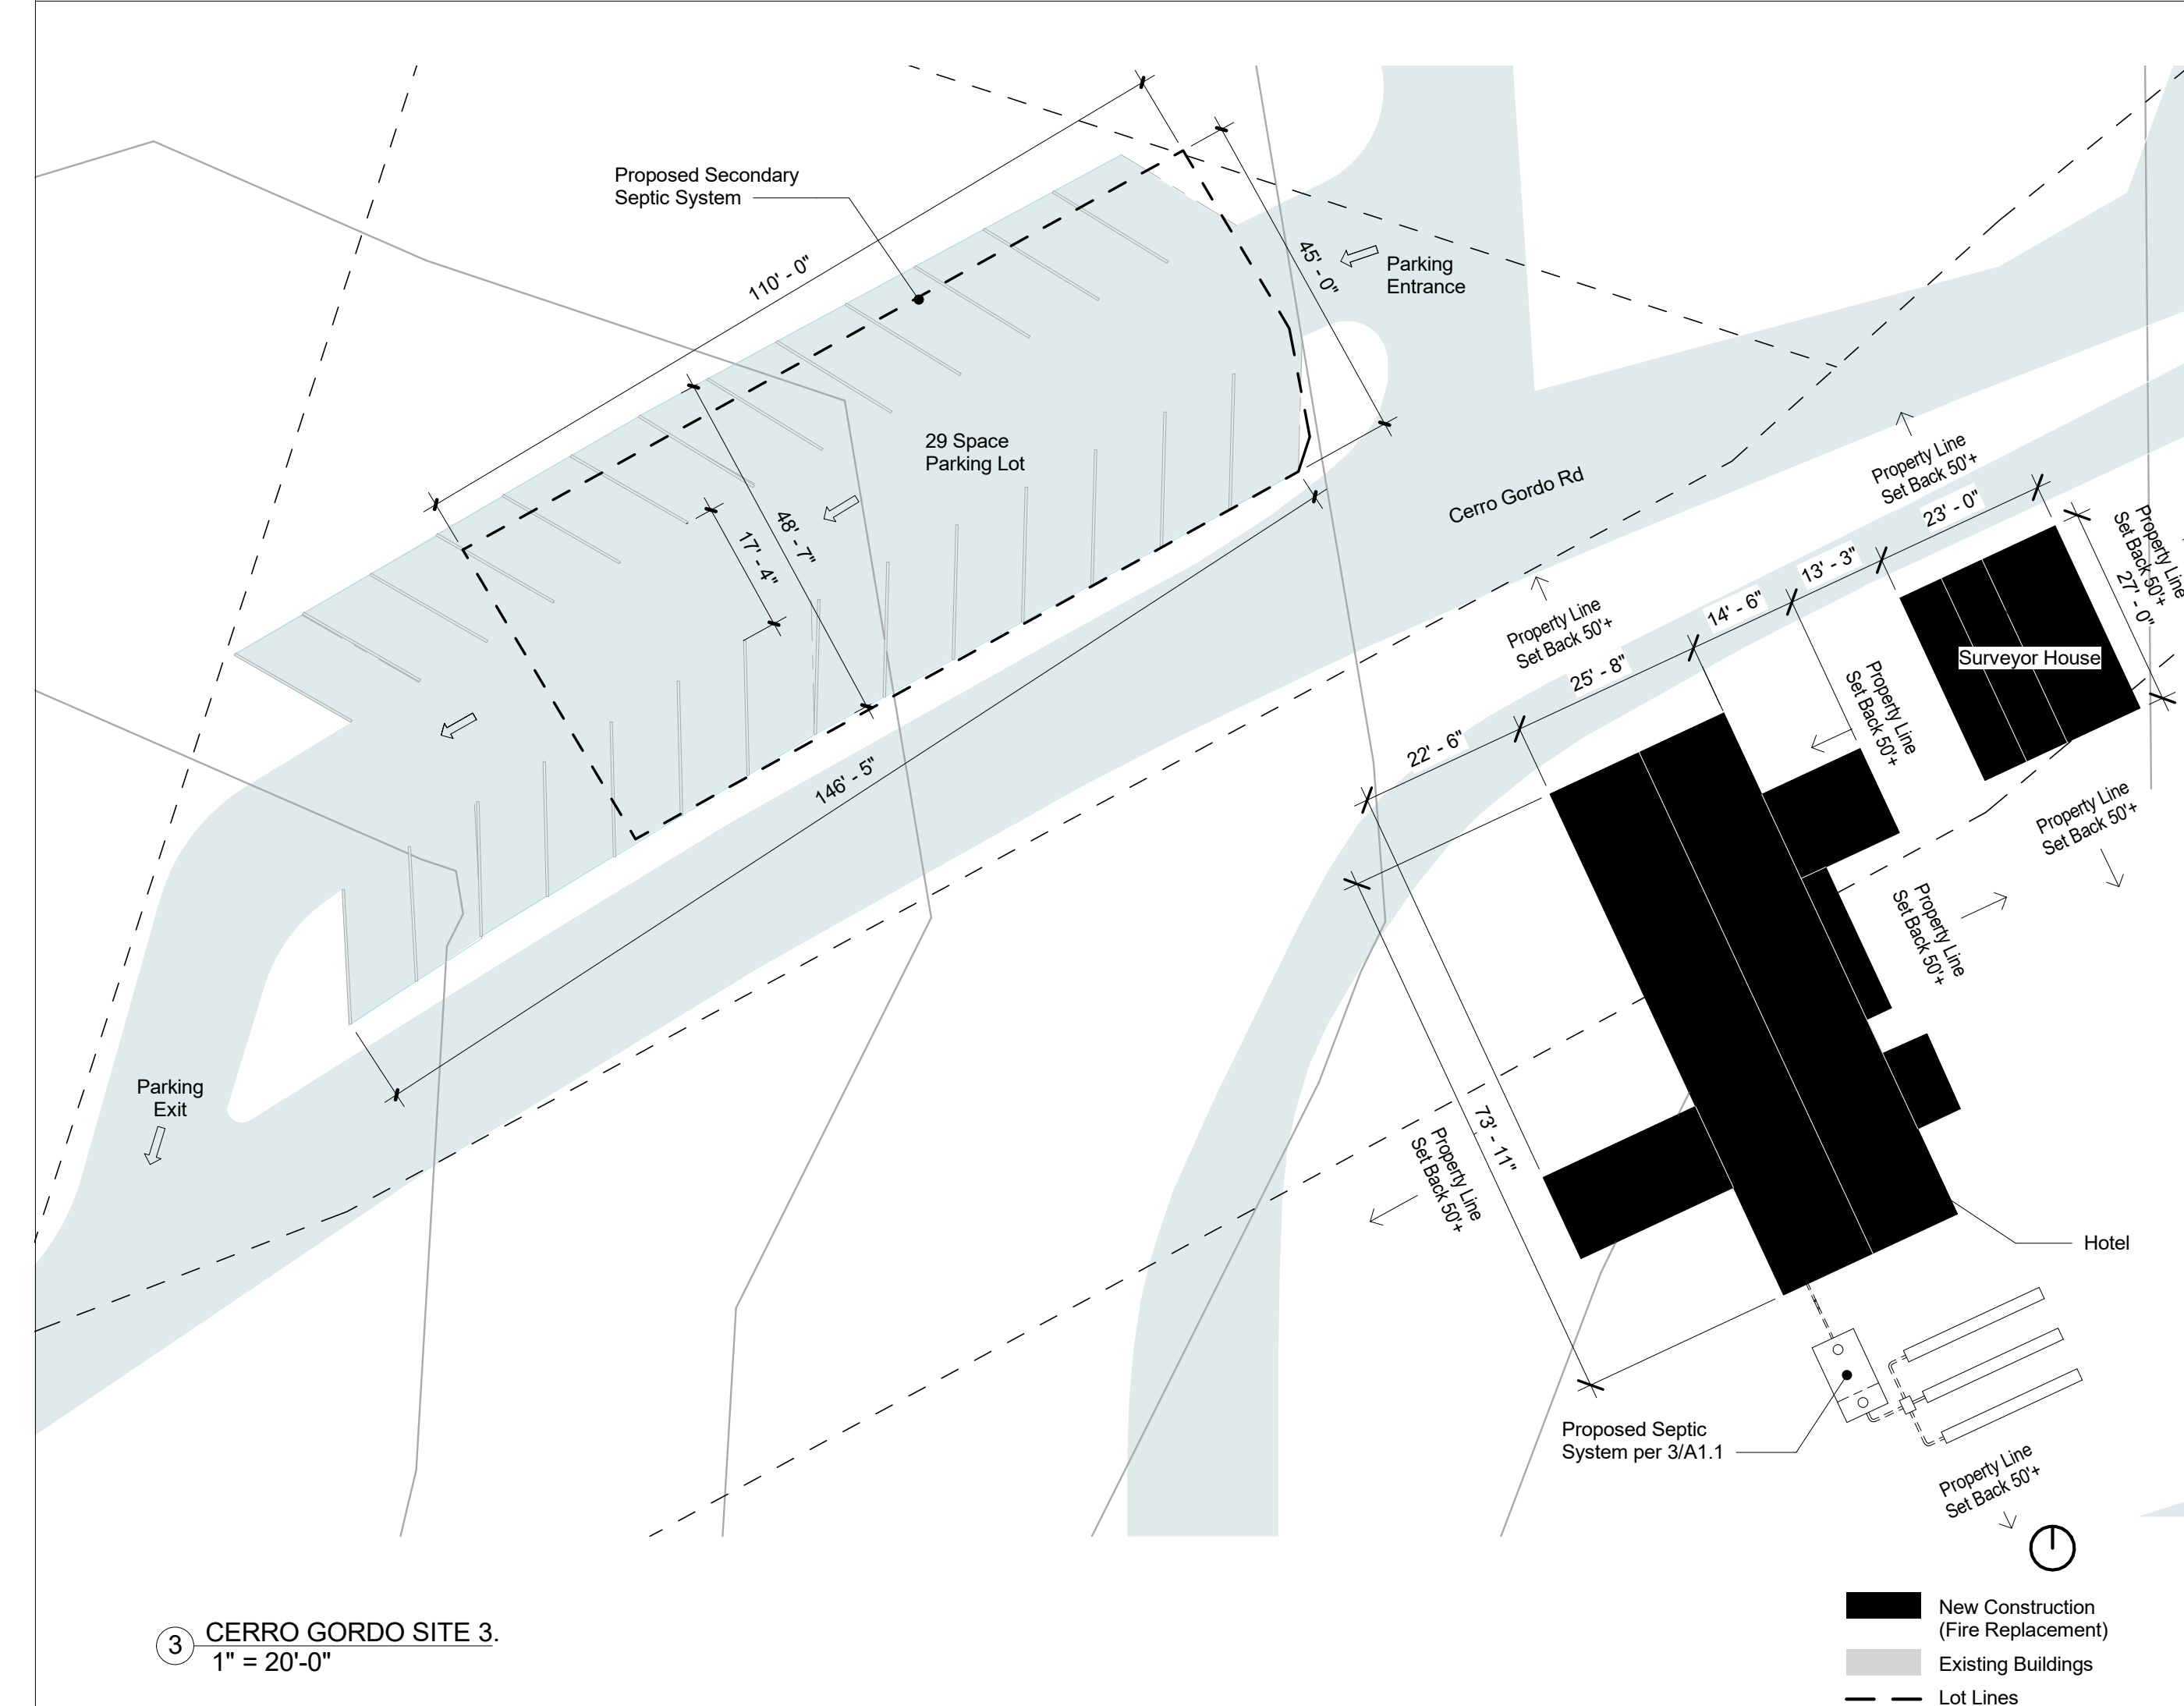 Proposed Secondary
Septic System
110' - 0"
45' - 0"
Parking
Entrance
29 Space
Parking Lot
48' - 7"
17' - 4"
146' - 5"
Cerro Gordo Rd
Property Line
Set Back 50'+
23' - 0"
Property Line
Set Back 50'+
27' - 0"
13' - 3"
14' - 6"
Property Line
Set Back 50'+
25' - 8"
22' - 6"
Surveyor House
Property Line
Set Back 50'+
Property Line
Set Back 50'+
Property Line
Set Back 50'+
Parking
Exit
73' - 11"
Property Line
Set Back 50'+
Hotel
Proposed Septic
System per 3/A1.1
Property Line
Set Back 50'+
3
CERRO GORDO SITE 3.
1" = 20'-0"
New Construction
(Fire Replacement)
Existing Buildings
Lot Lines